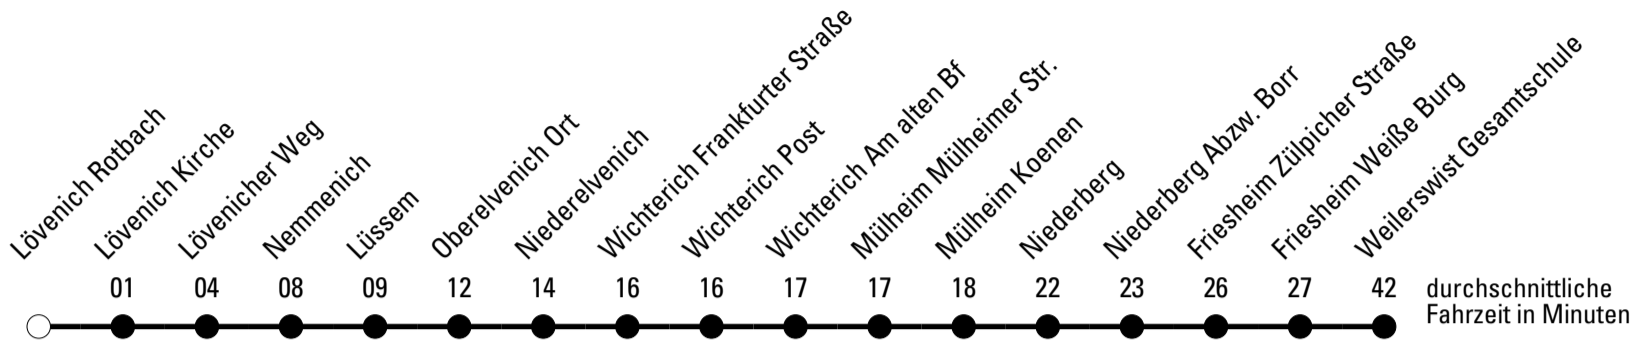 Lövenich Rotbach
Lövenich Kirche
Lövenicher Weg
Nemmenich
Lüssem
Oberelvenich Ort
Niederelvenich
Wichterich Frankfurter Straße
Wichterich Post
Wichterich Am alten Bf
Mülheim Mülheimer Str.
Mülheim Koenen
Niederberg
Niederberg Abzw. Borr
Friesheim Zülpicher Straße
Friesheim Weiße Burg
Weilerswist Gesamtschule
01 04 08 09 12 14 16 16 17 17 18 22 23 26 27 42 durchschnittliche
Fahrzeit in Minuten